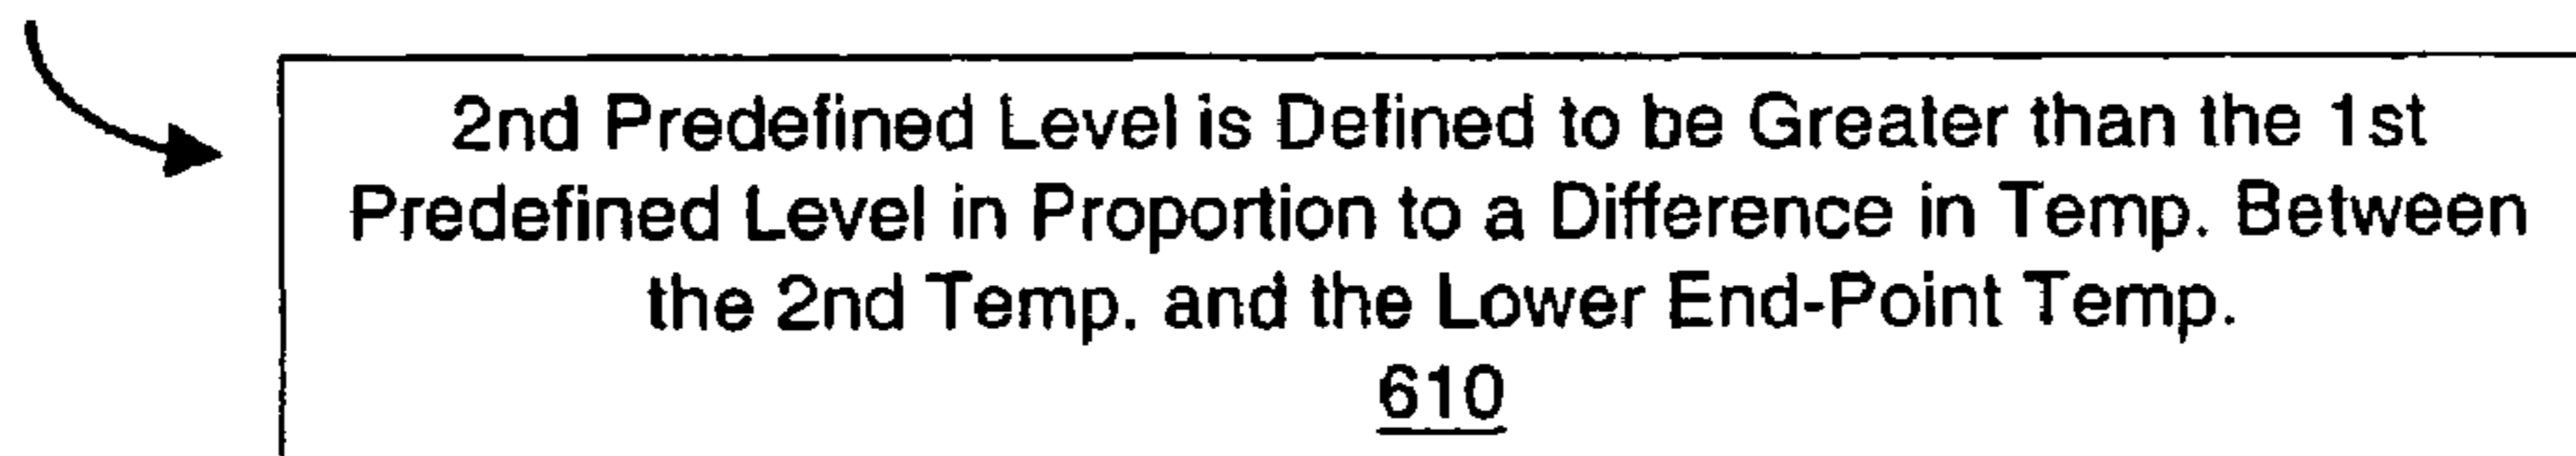 2nd Predefined Level is Defined to be Greater than the 1st
Predefined Level in Proportion to a Difference in Temp. Between
the 2nd Temp. and the Lower End-Point Temp.
610